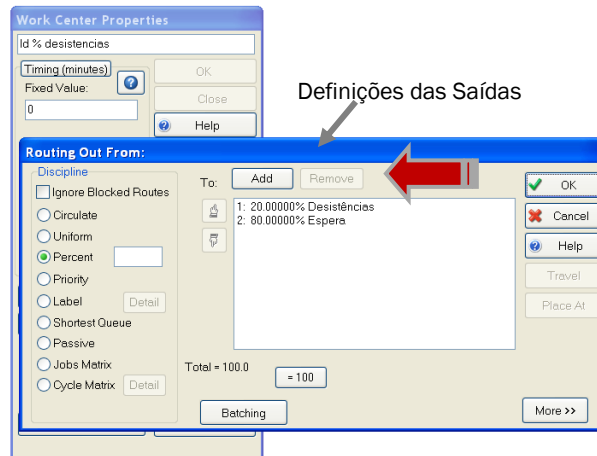 Work Center Properties
Id % desistencias
Timing (minutes)
Fixed Value:
0
OK
Close
Help
Definições das Saídas
Routing Out From:
Discipline
Ignore Blocked Routes
Circulate
Uniform
Percent
Priority
Label Detail
Shortest Queue
Passive
Jobs Matrix
Cycle Matrix Detail
To: Add Remove
1: 20.00000% Desistências
2: 80.00000% Espera
Total = 100.0
= 100
Batching
OK
Cancel
Help
Travel
Place At
More >>